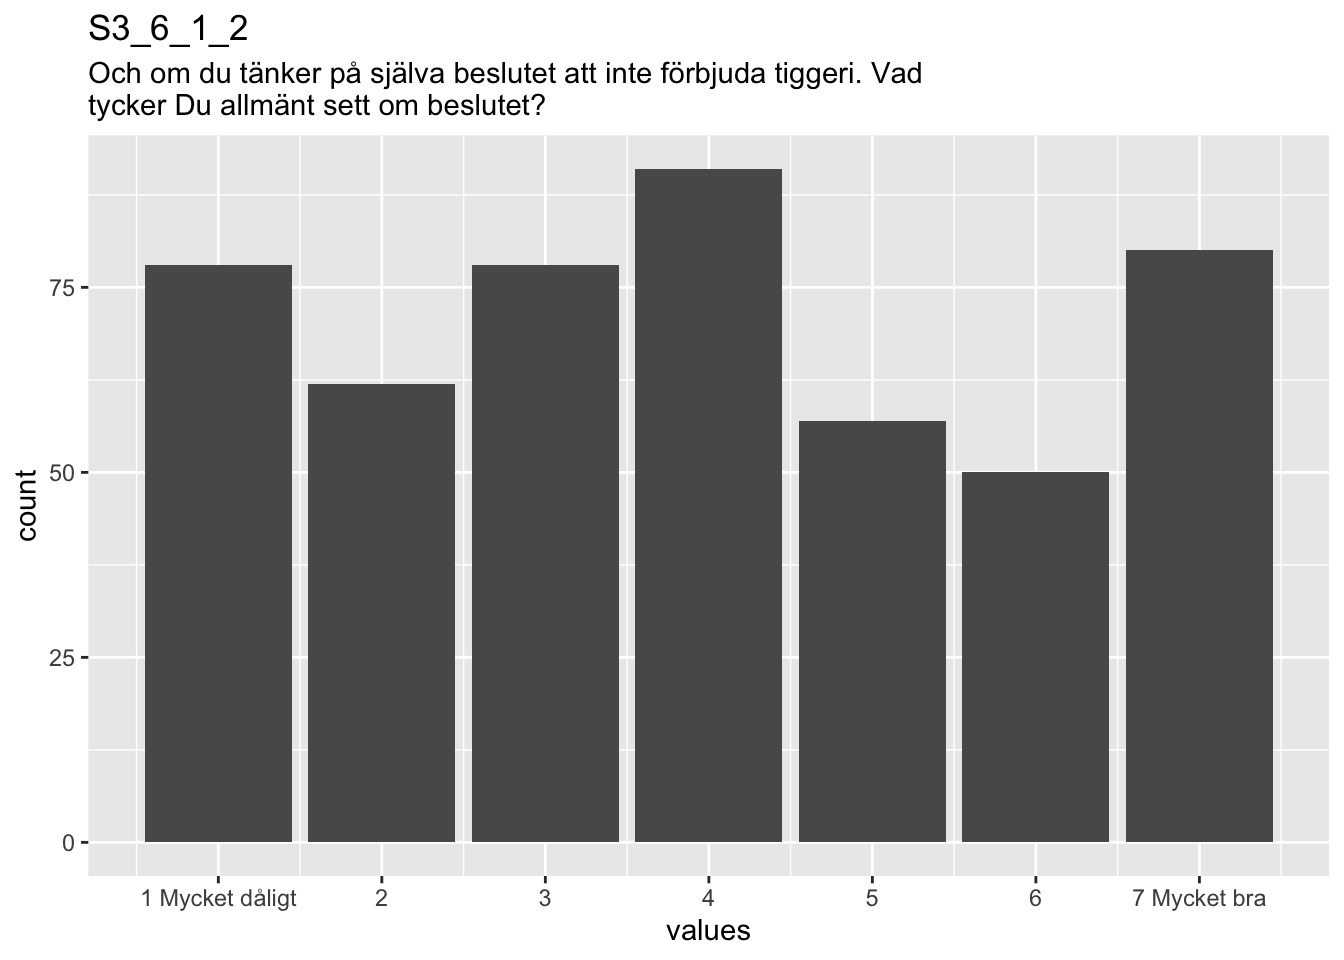 S3_6_1_2
Och om du tänker på själva beslutet att inte förbjuda tiggeri. Vad
tycker Du allmänt sett om beslutet?
75
50
25
0
count
1 Mycket dåligt 2 3 4 5 6 7 Mycket bra
values